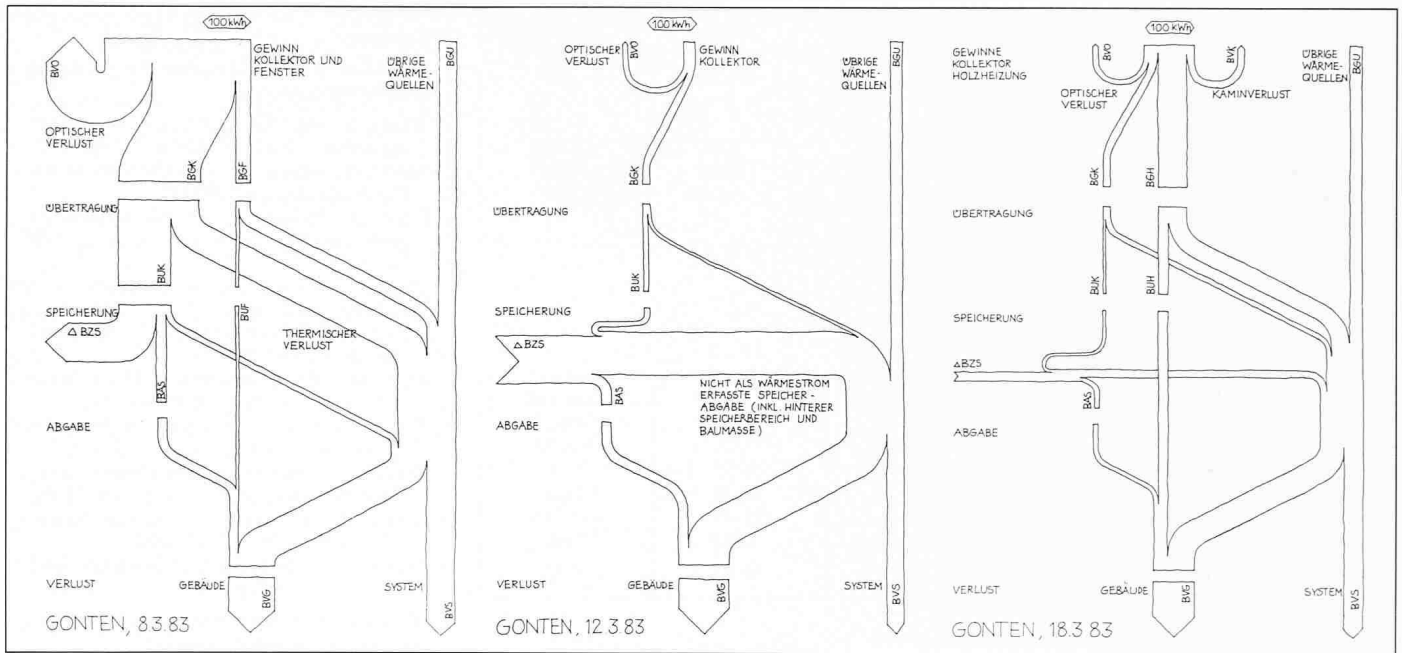 100 kWh
BVO
GEWINN
KOLLEKTOR UND
FENSTER
ÜBRIGE
WÄRME-
QUELLEN
BGU
OPTISCHER
VERLUST
BGK
BGF
ÜBERTRAGUNG
BUK
BUF
SPEICHERUNG
△ BZS
THERMISCHER
VERLUST
BAS
ABGABE
VERLUST
GEBÄUDE
BVG
SYSTEM
BVS
GONTEN, 8.3.83
100 kWh
OPTISCHER
VERLUST
BVO
GEWINN
KOLLEKTOR
ÜBRIGE
WÄRME-
QUELLEN
BGU
BGK
ÜBERTRAGUNG
BUK
SPEICHERUNG
△ BZS
BAS
NICHT ALS WÄRMESTROM
ERFASSTE SPEICHER-
ABGABE (INKL. HINTERER
SPEICHERBEREICH UND
BAUMASSE)
ABGABE
VERLUST
GEBÄUDE
BVG
SYSTEM
BVS
GONTEN, 12.3.83
100 kWh
GEWINNE
KOLLEKTOR
HOLZHEIZUNG
BVO
BVK
ÜBRIGE
WÄRME-
QUELLEN
BGU
OPTISCHER
VERLUST
KAMINVERLUST
BGK
BGH
ÜBERTRAGUNG
BUK
BUH
SPEICHERUNG
△BZS
BAS
ABGABE
VERLUST
GEBÄUDE
BVG
SYSTEM
BVS
GONTEN, 18.3 83